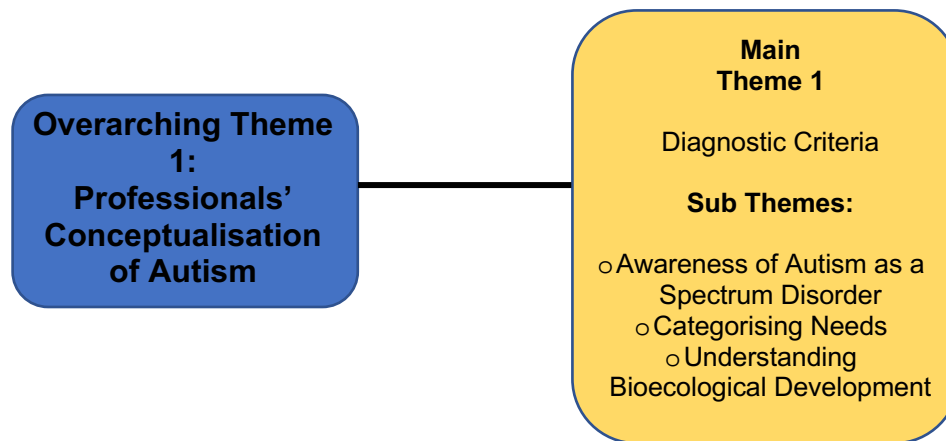 Overarching Theme
1:
Professionals’
Conceptualisation
of Autism
Main
Theme 1
Diagnostic Criteria
Sub Themes:
o Awareness of Autism as a
Spectrum Disorder
o Categorising Needs
o Understanding
Bioecological Development